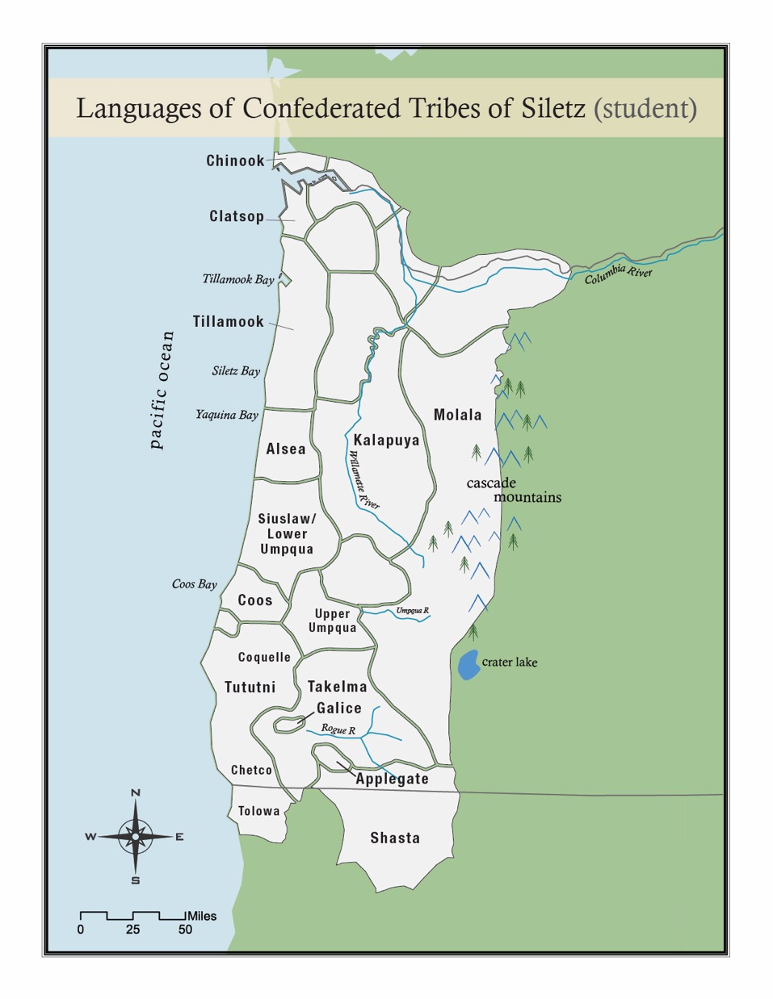 Languages of Confederated Tribes of Siletz (student)
Chinook
Clatsop
Tillamook Bay
Columbia River
Tillamook
pacific ocean
Siletz Bay
Yaquina Bay
Molala
Kalapuya
Alsea
Willamette River
cascade
mountains
Siuslaw/
Lower
Umpqua
Coos Bay
Coos
Umpqua R
Upper
Umpqua
Coquelle
crater lake
Tututni
Takelma
Galice
Rogue R
Chetco
Applegate
Tolowa
Shasta
N
W
E
S
Miles
0
25
50